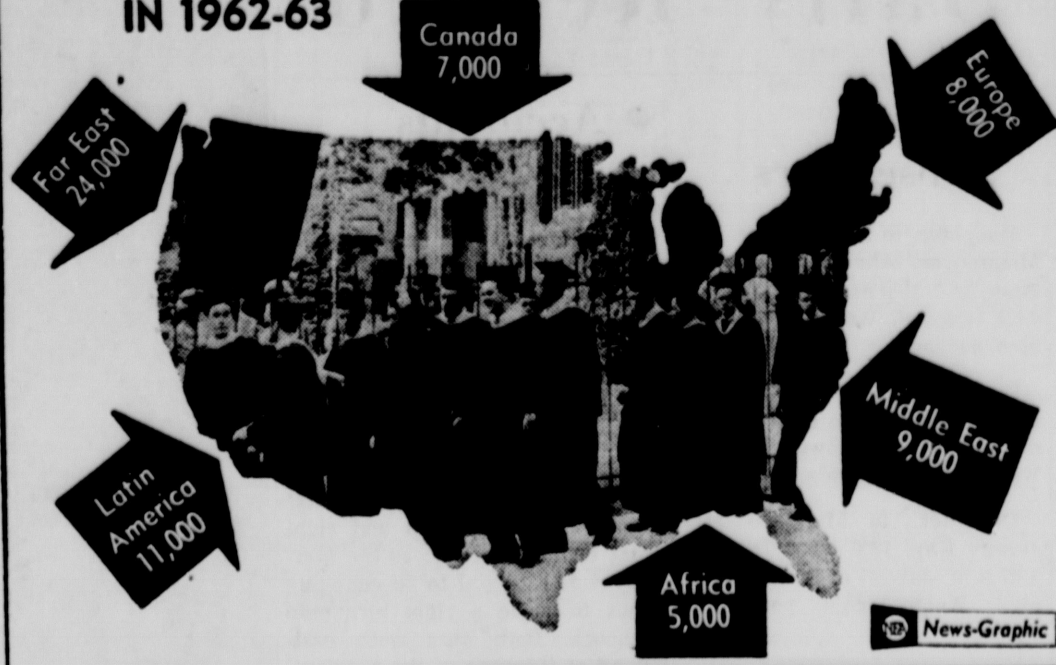 IN 1962-63
Canada
7,000
Europe
8,000
Far East
24,000
Middle East
9,000
Latin
America
11,000
Africa
5,000
NEA
News-Graphic